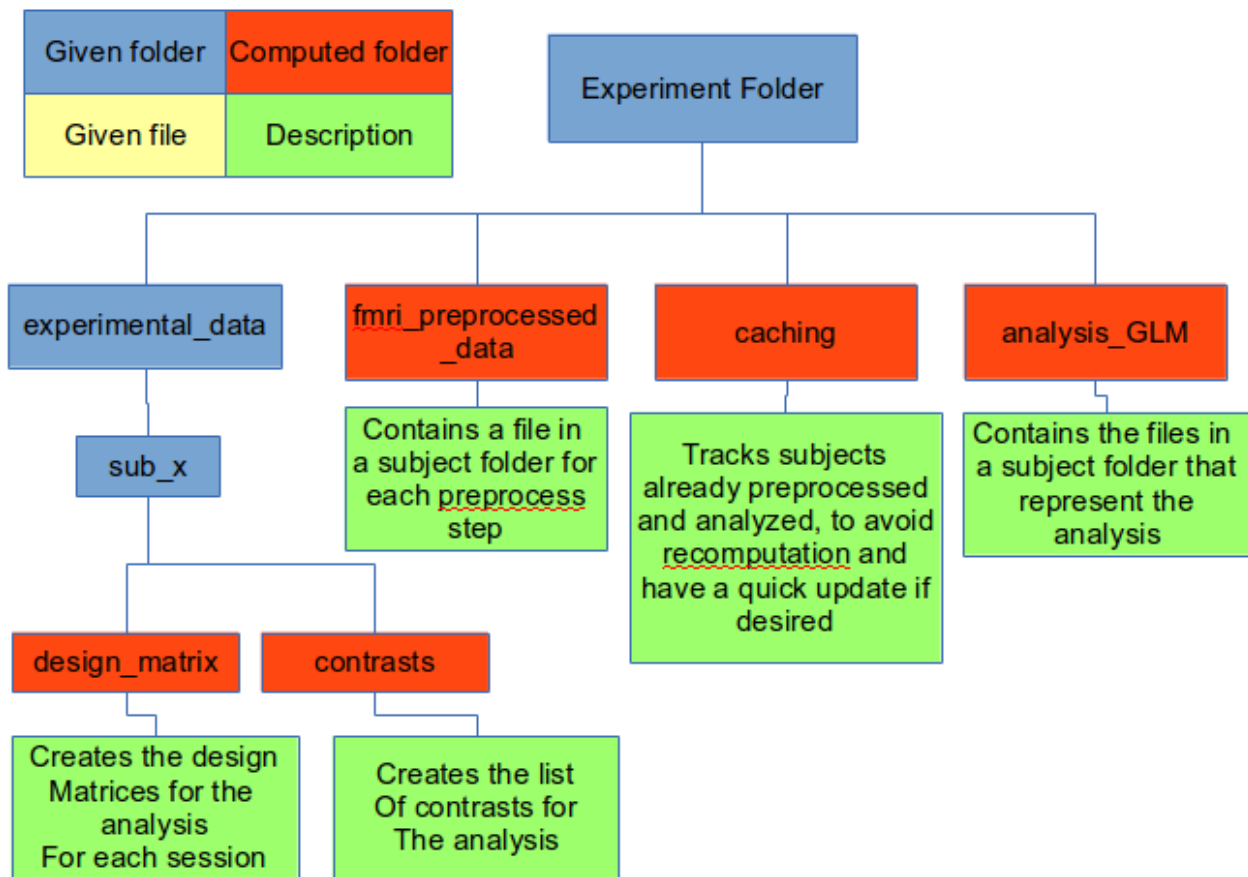 Given folder
Computed folder
Given file
Description
Experiment Folder
experimental_data
fmri_preprocessed
_data
caching
analysis_GLM
sub_x
Contains a file in
a subject folder for
each preprocess
step
Tracks subjects
already preprocessed
and analyzed, to avoid
recomputation and
have a quick update if
desired
Contains the files in
a subject folder that
represent the
analysis
design_matrix
contrasts
Creates the design
Matrices for the
analysis
For each session
Creates the list
Of contrasts for
The analysis